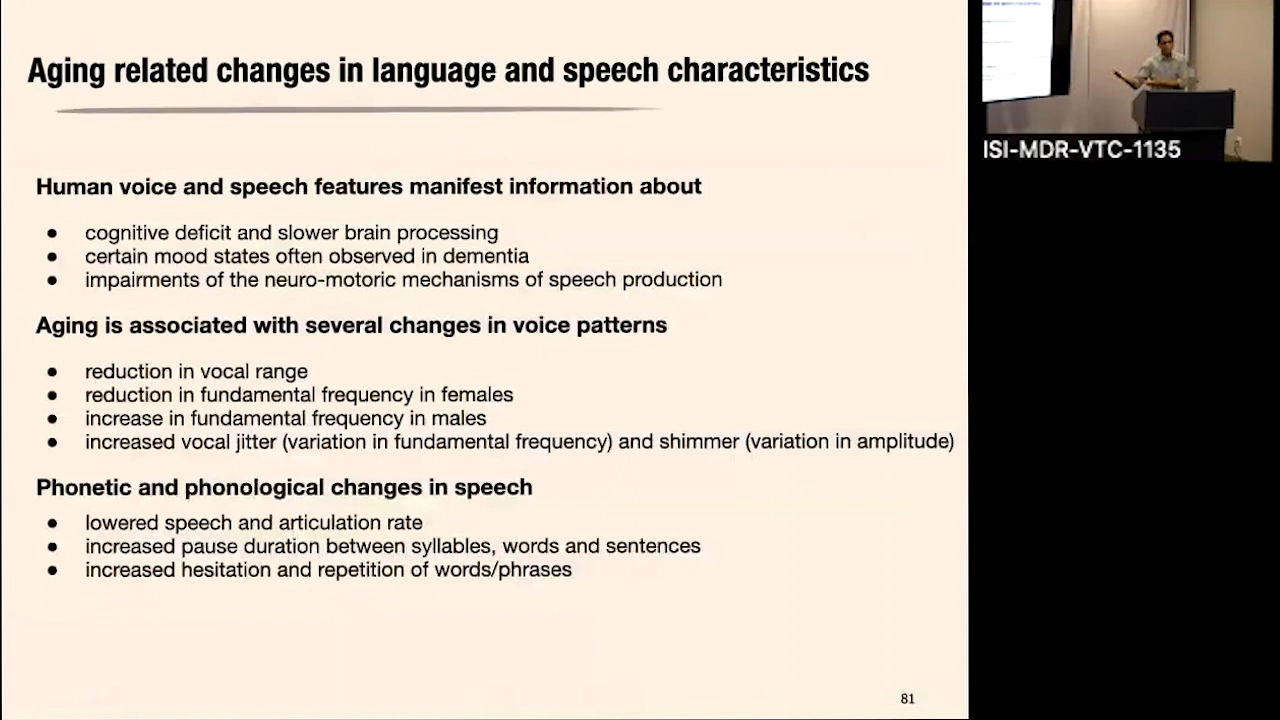 Aging related changes in language and speech characteristics
Human voice and speech features manifest information about
● cognitive deficit and slower brain processing
● certain mood states often observed in dementia
● impairments of the neuro-motoric mechanisms of speech production
Aging is associated with several changes in voice patterns
● reduction in vocal range
● reduction in fundamental frequency in females
● increase in fundamental frequency in males
● increased vocal jitter (variation in fundamental frequency) and shimmer (variation in amplitude)
Phonetic and phonological changes in speech
● lowered speech and articulation rate
● increased pause duration between syllables, words and sentences
● increased hesitation and repetition of words/phrases
81
ISI-MDR-VTC-1135